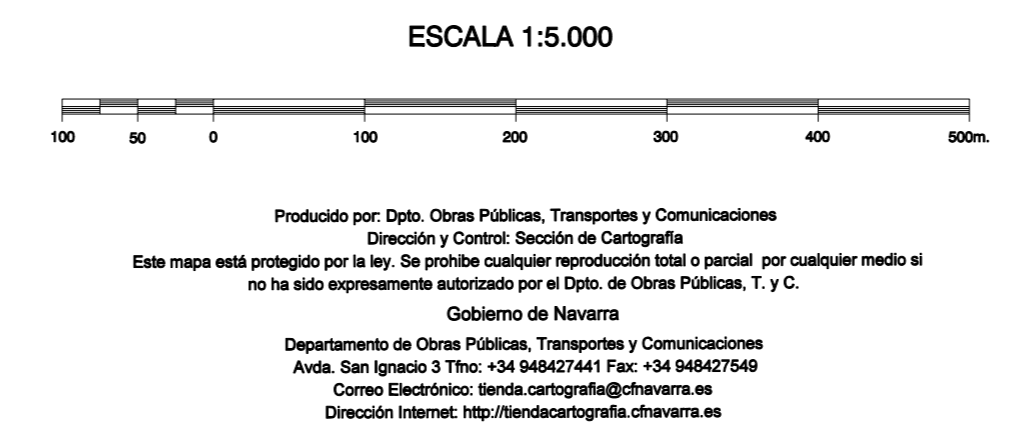 ESCALA 1:5.000
100 50 0 100 200 300 400 500m.
Producido por: Dpto. Obras Públicas, Transportes y Comunicaciones
Dirección y Control: Sección de Cartografía
Este mapa está protegido por la ley. Se prohibe cualquier reproducción total o parcial por cualquier medio si
no ha sido expresamente autorizado por el Dpto. de Obras Públicas, T. y C.
Gobierno de Navarra
Departamento de Obras Públicas, Transportes y Comunicaciones
Avda. San Ignacio 3 Tfno: +34 948427441 Fax: +34 948427549
Correo Electrónico: tienda.cartografia@cfnavarra.es
Dirección Internet: http://tiendacartografia.cfnavarra.es